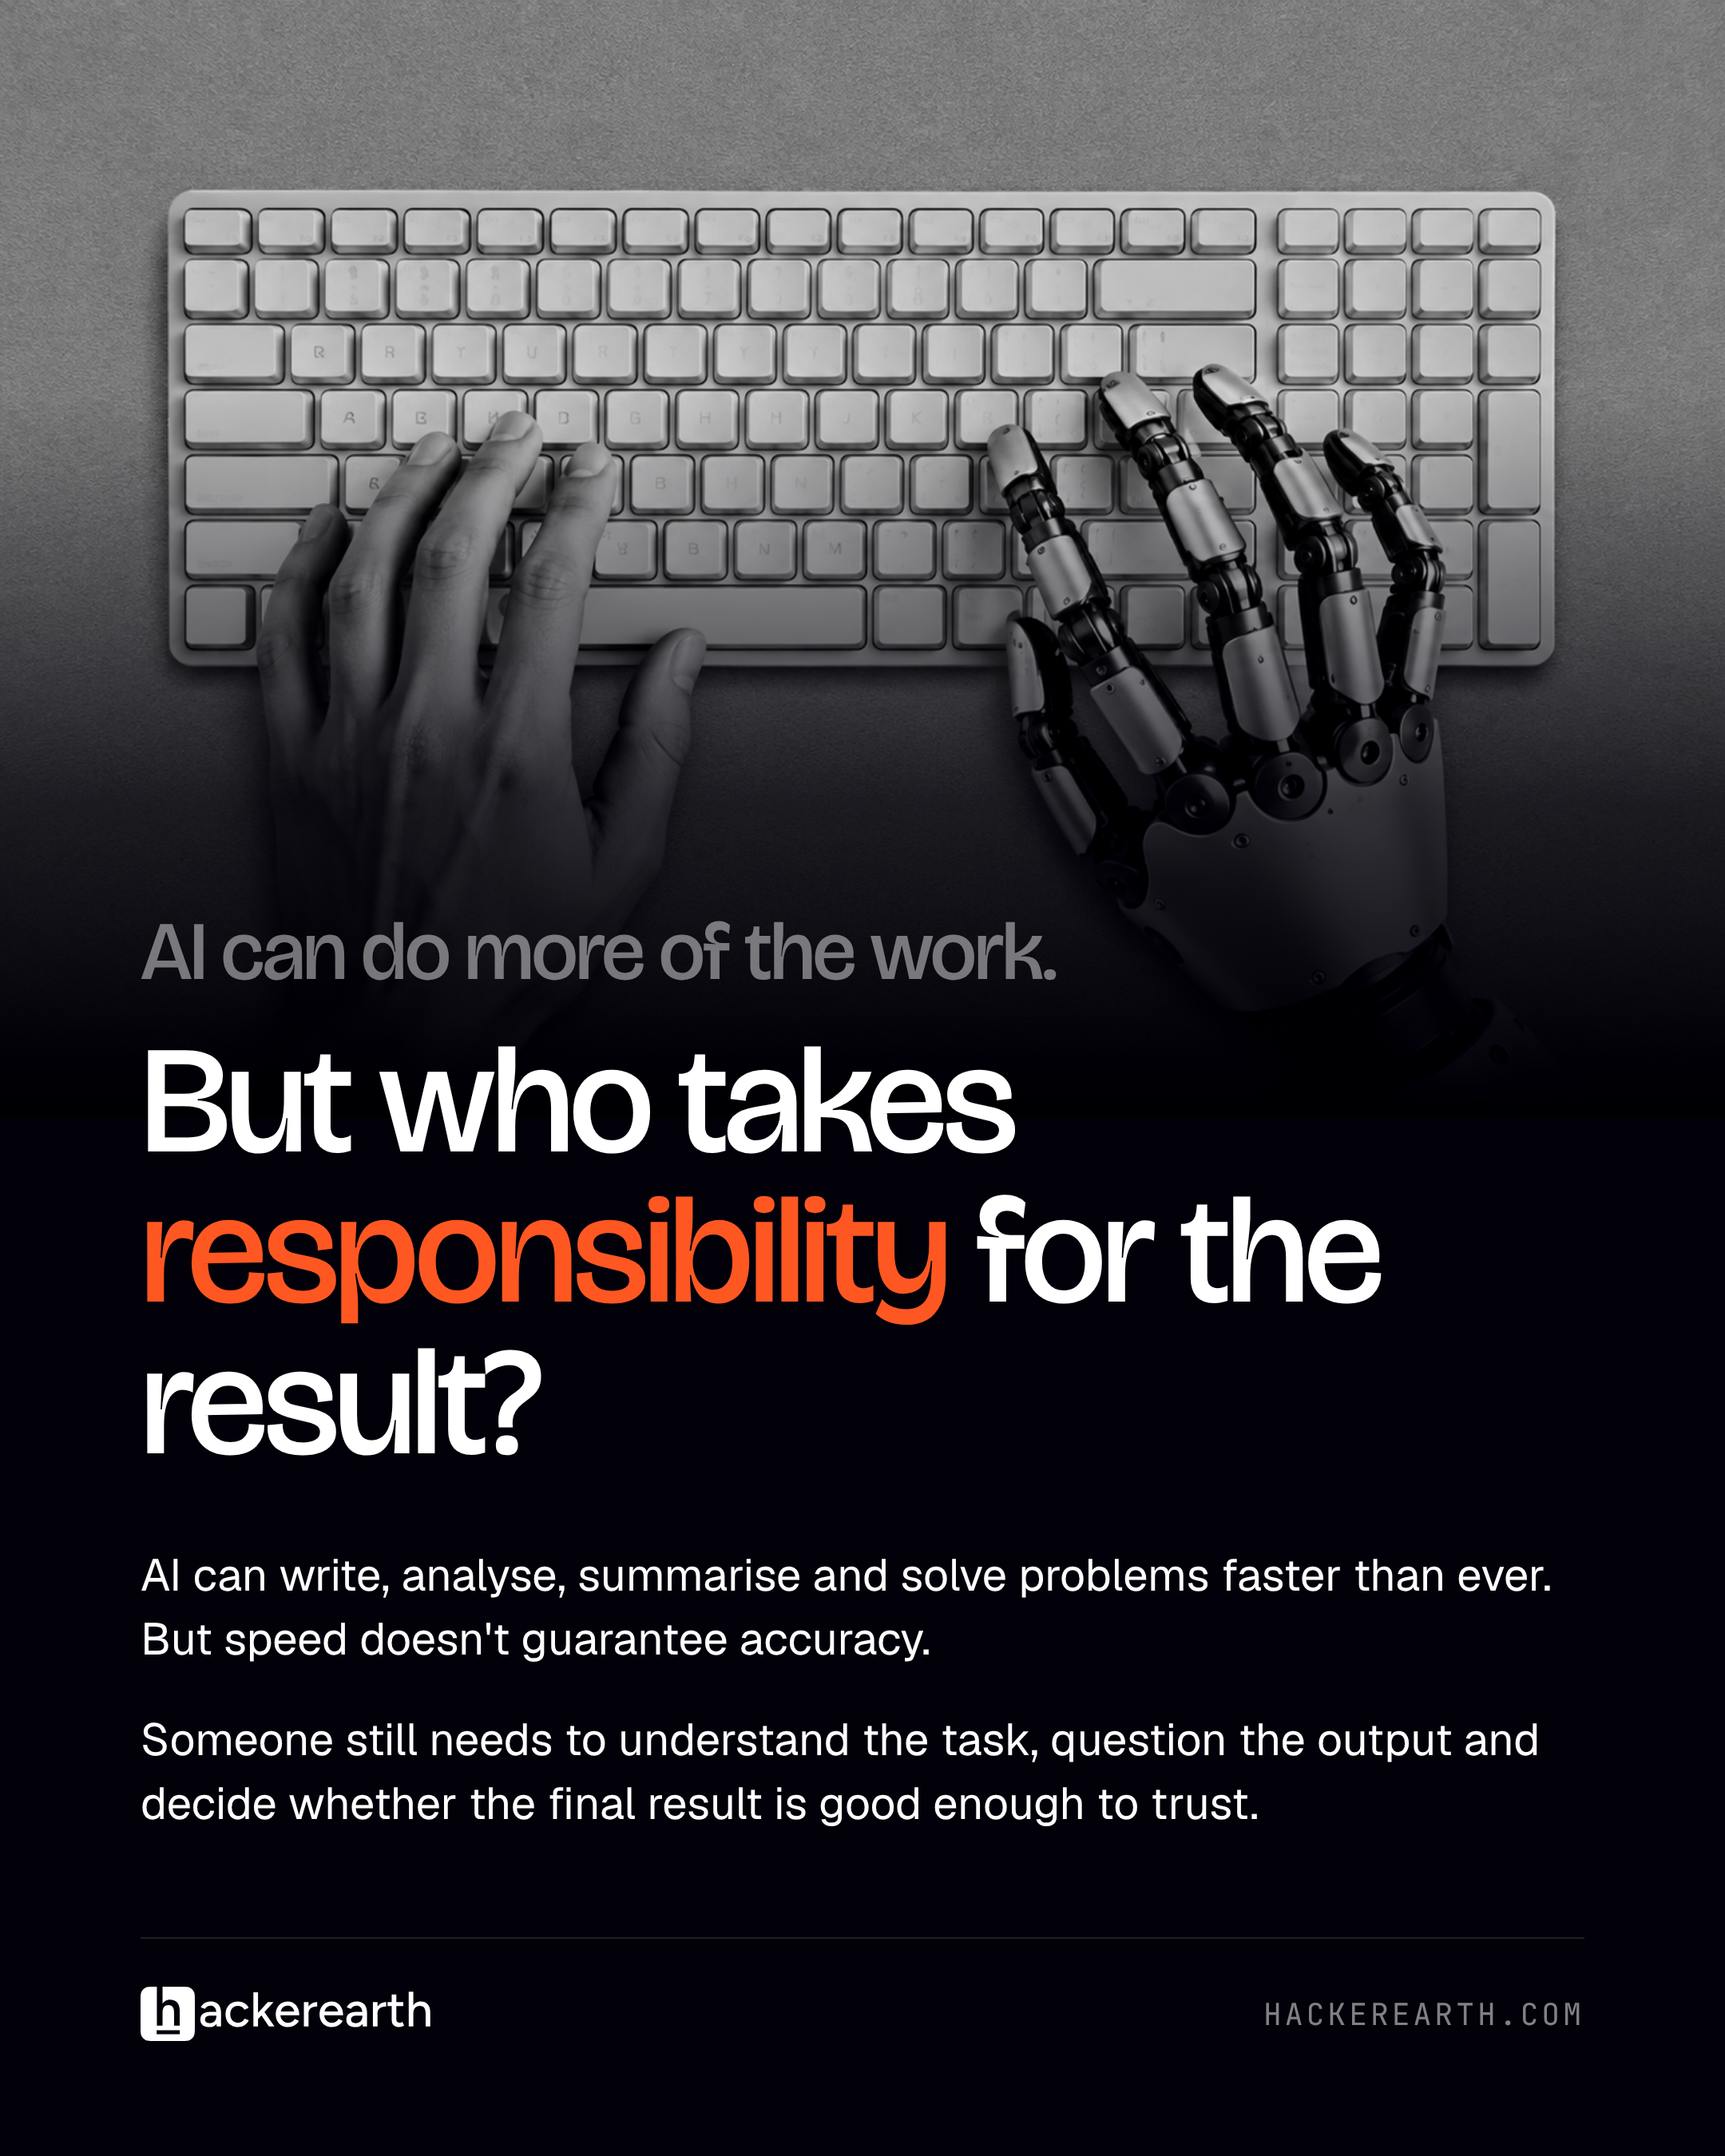 AI can do more of the work.
But who takes
responsibility for the
result?
AI can write, analyse, summarise and solve problems faster than ever.
But speed doesn't guarantee accuracy.
Someone still needs to understand the task, question the output and
decide whether the final result is good enough to trust.
hackerearth
HACKEREARTH.COM